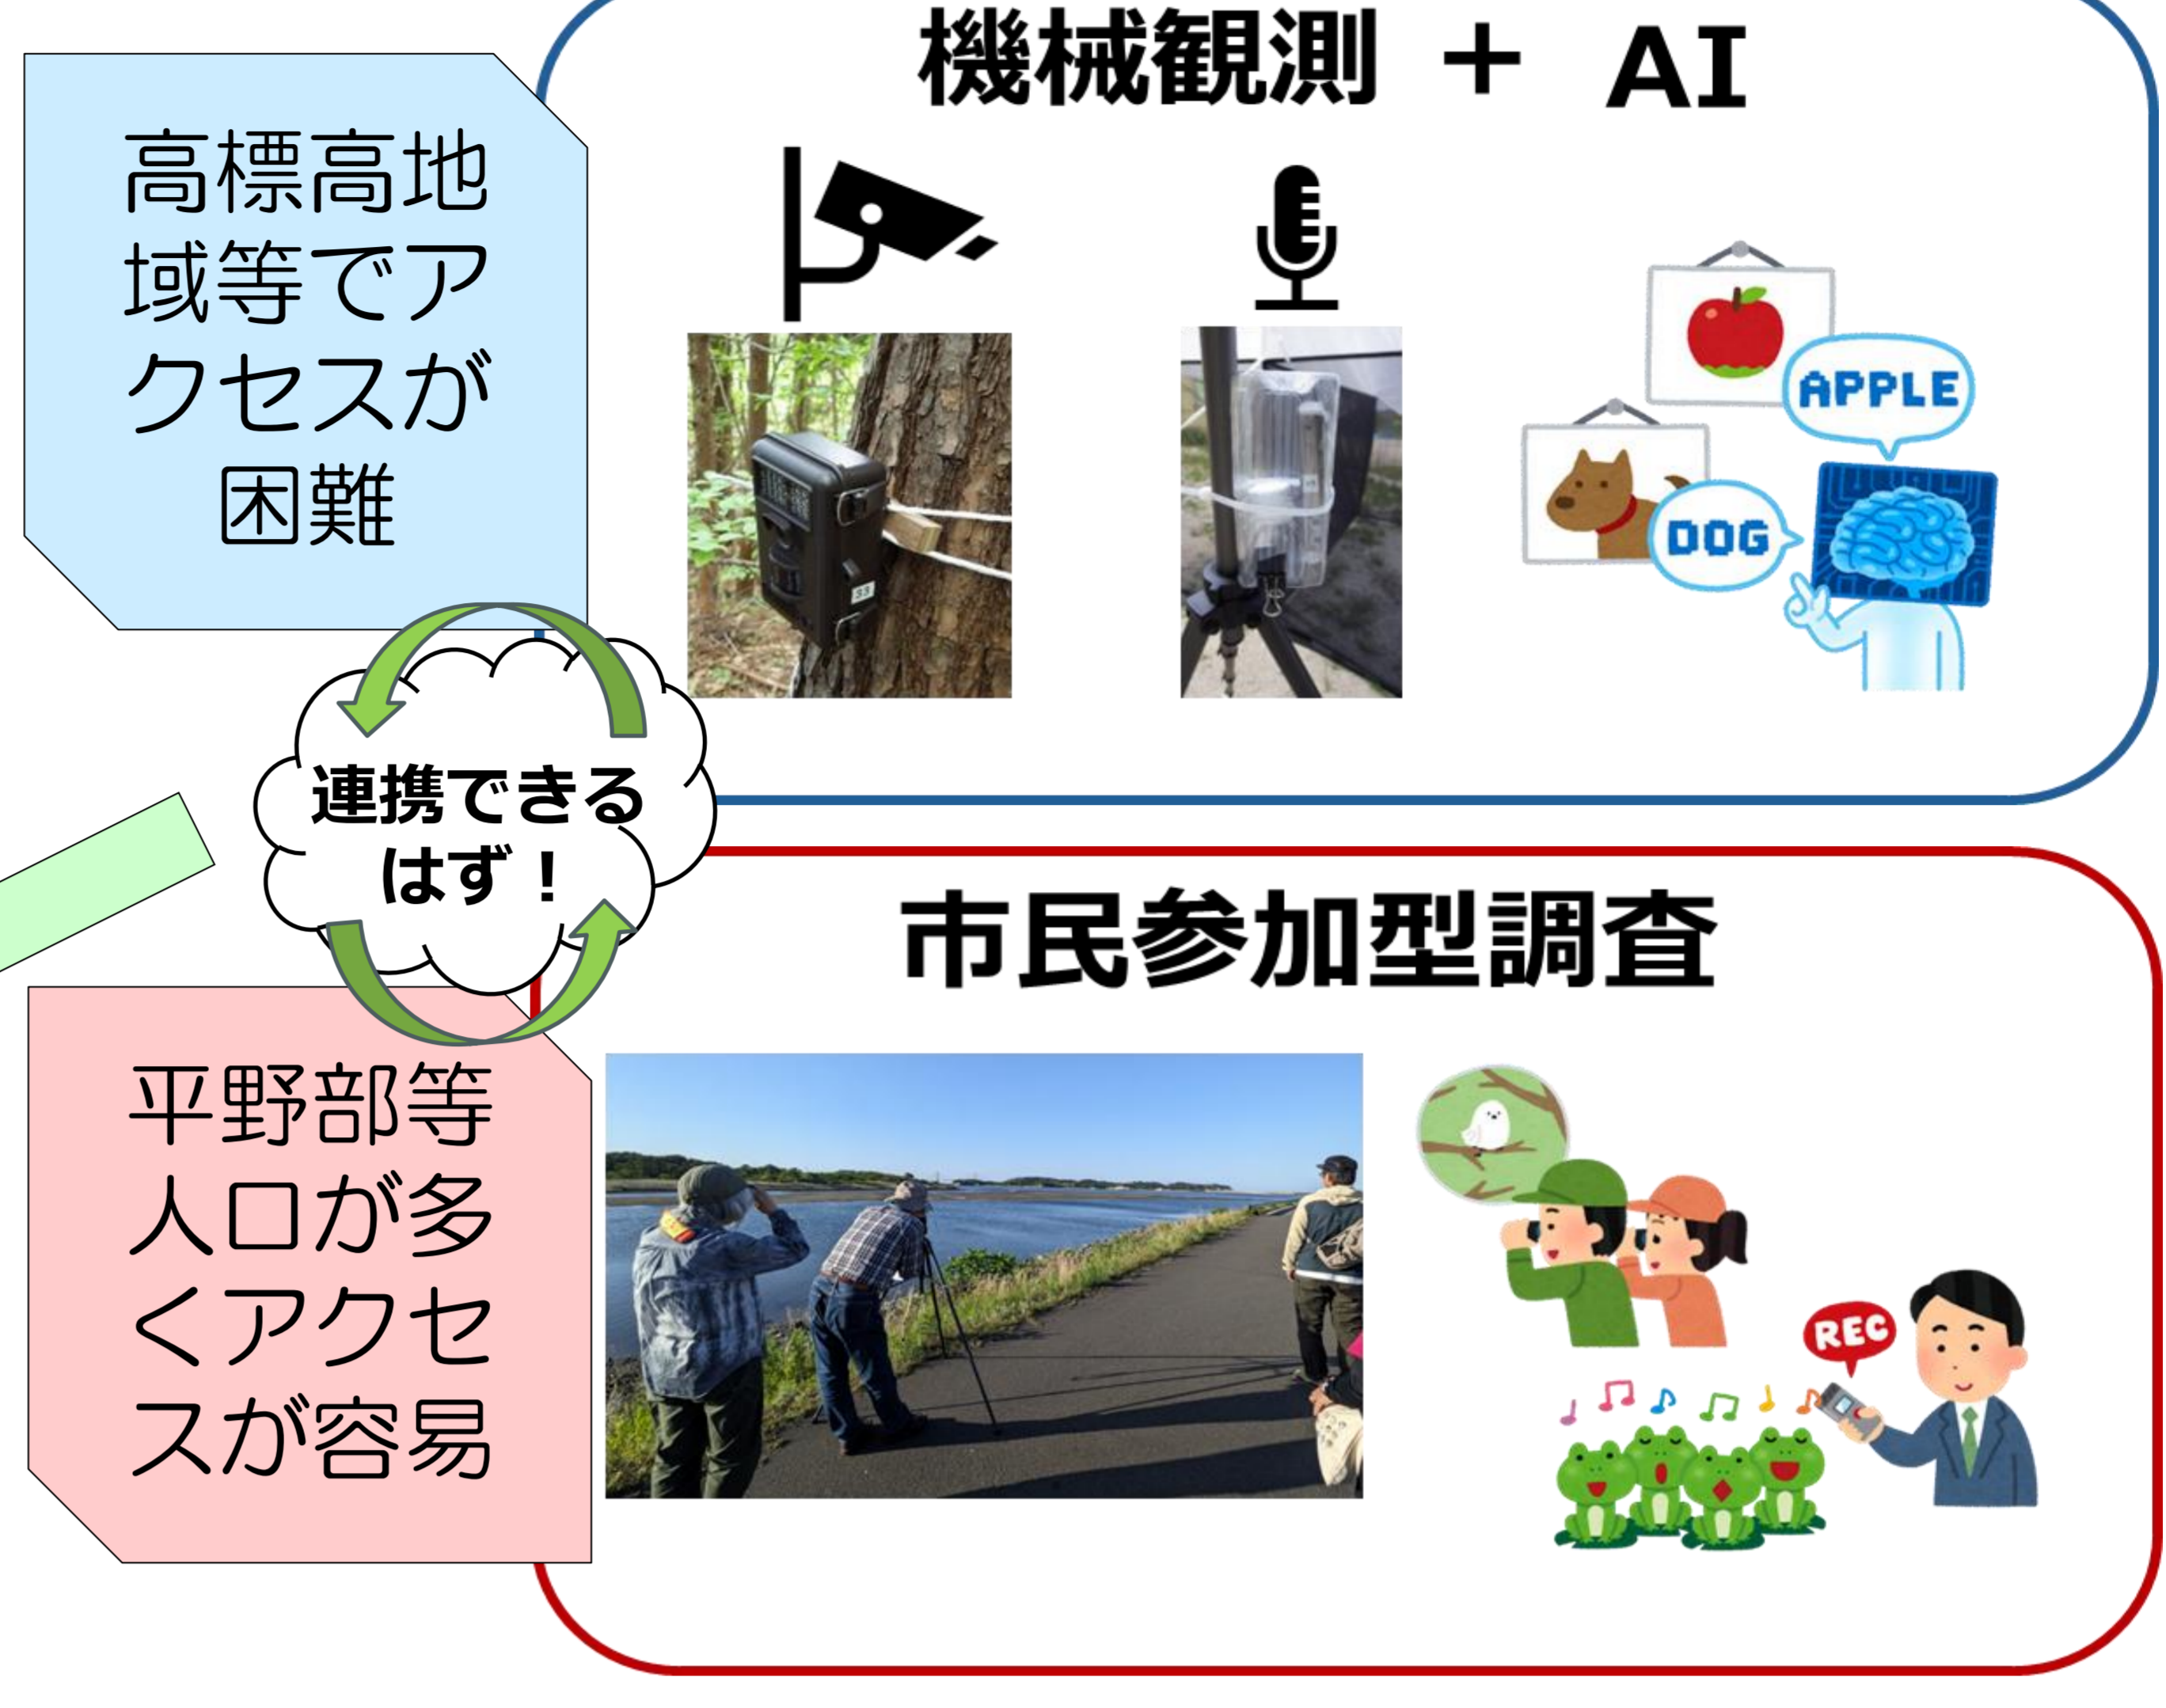 機械観測 + AI
高標高地
域等でア
クセスが
困難
APPLE
DOG
33
連携できる
はず！
市民参加型調査
平野部等
人口が多
くアクセ
スが容易
REC